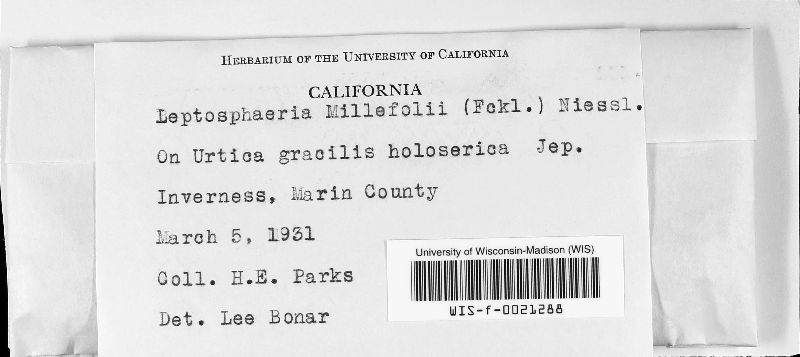 HERBARIUM OF THE UNIVERSITY OF CALIFORNIA
CALIFORNIA
Leptosphaeria Millefolii (Fckl.) Niessl.
On Urtica gracilis holoserica Jep.
Inverness, Marin County
March 5, 1931
Coll. H.E. Parks
Det. Lee Bonar
University of Wisconsin-Madison (WIS)
WIS-f-0021288